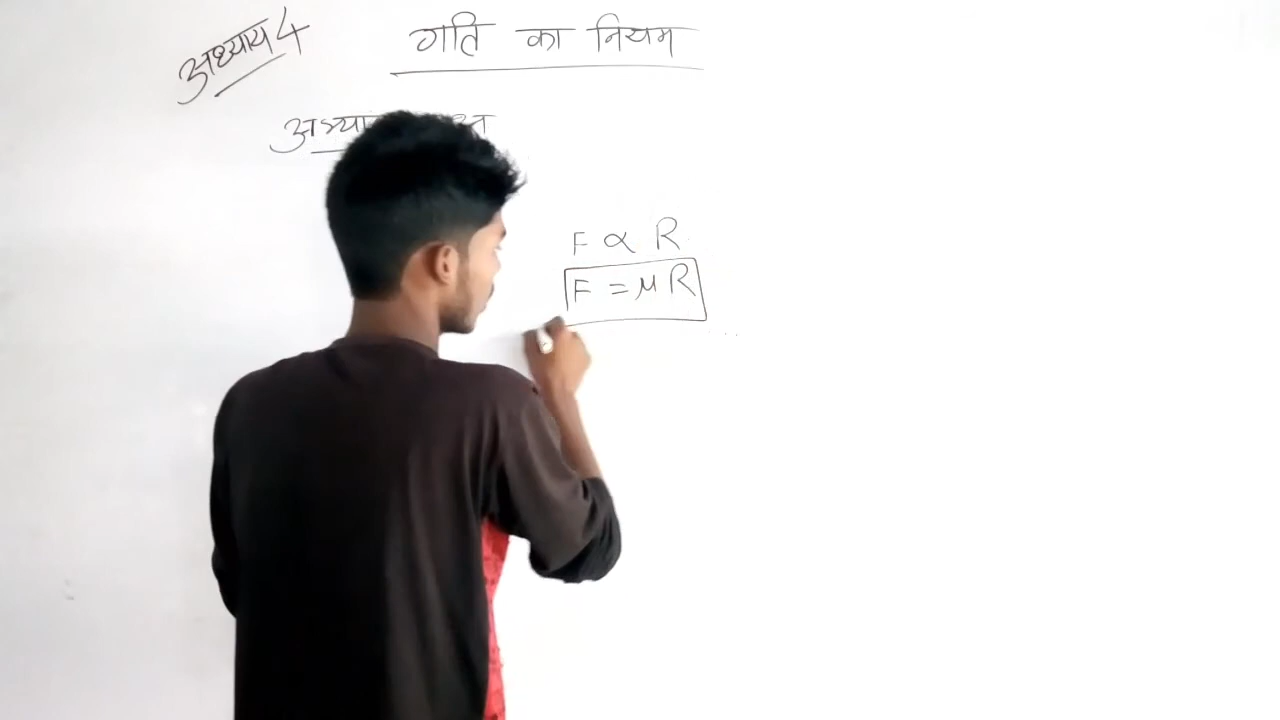 अध्याय 4
गति का नियम
F ∝ R
F = μR